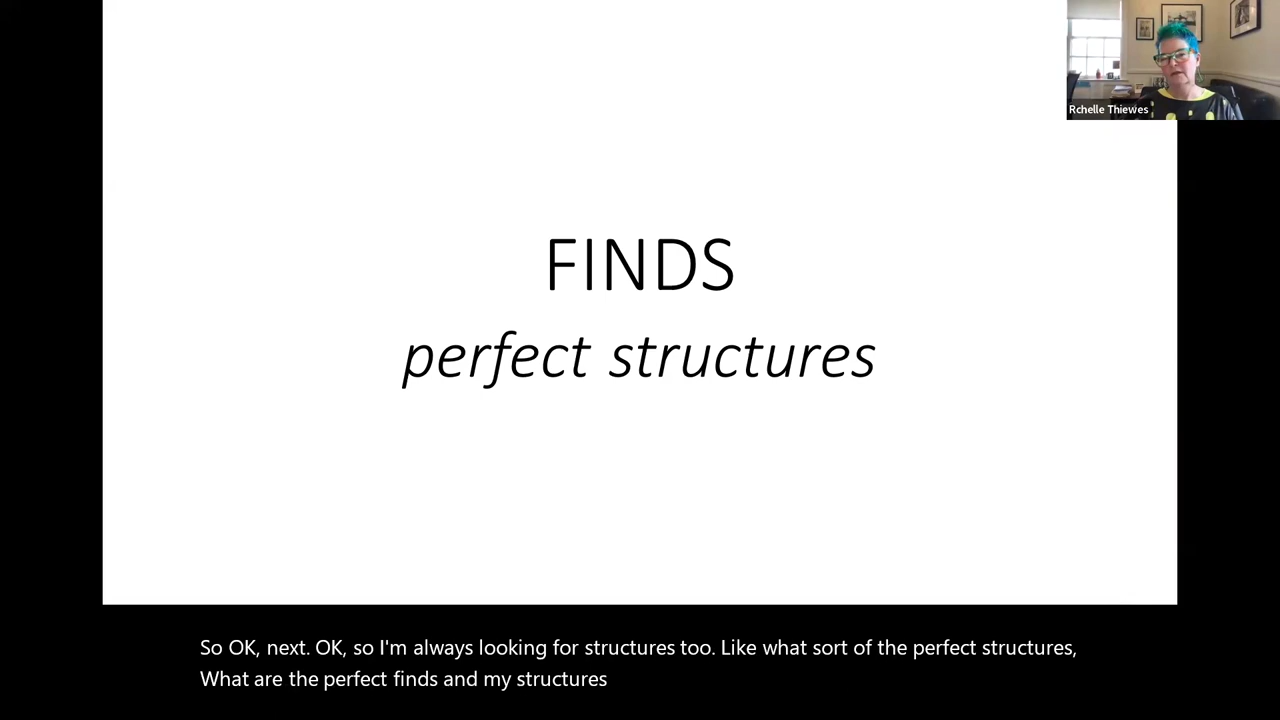 Rchelle Thiewes
FINDS
perfect structures
So OK, next. OK, so I'm always looking for structures too. Like what sort of the perfect structures,
What are the perfect finds and my structures